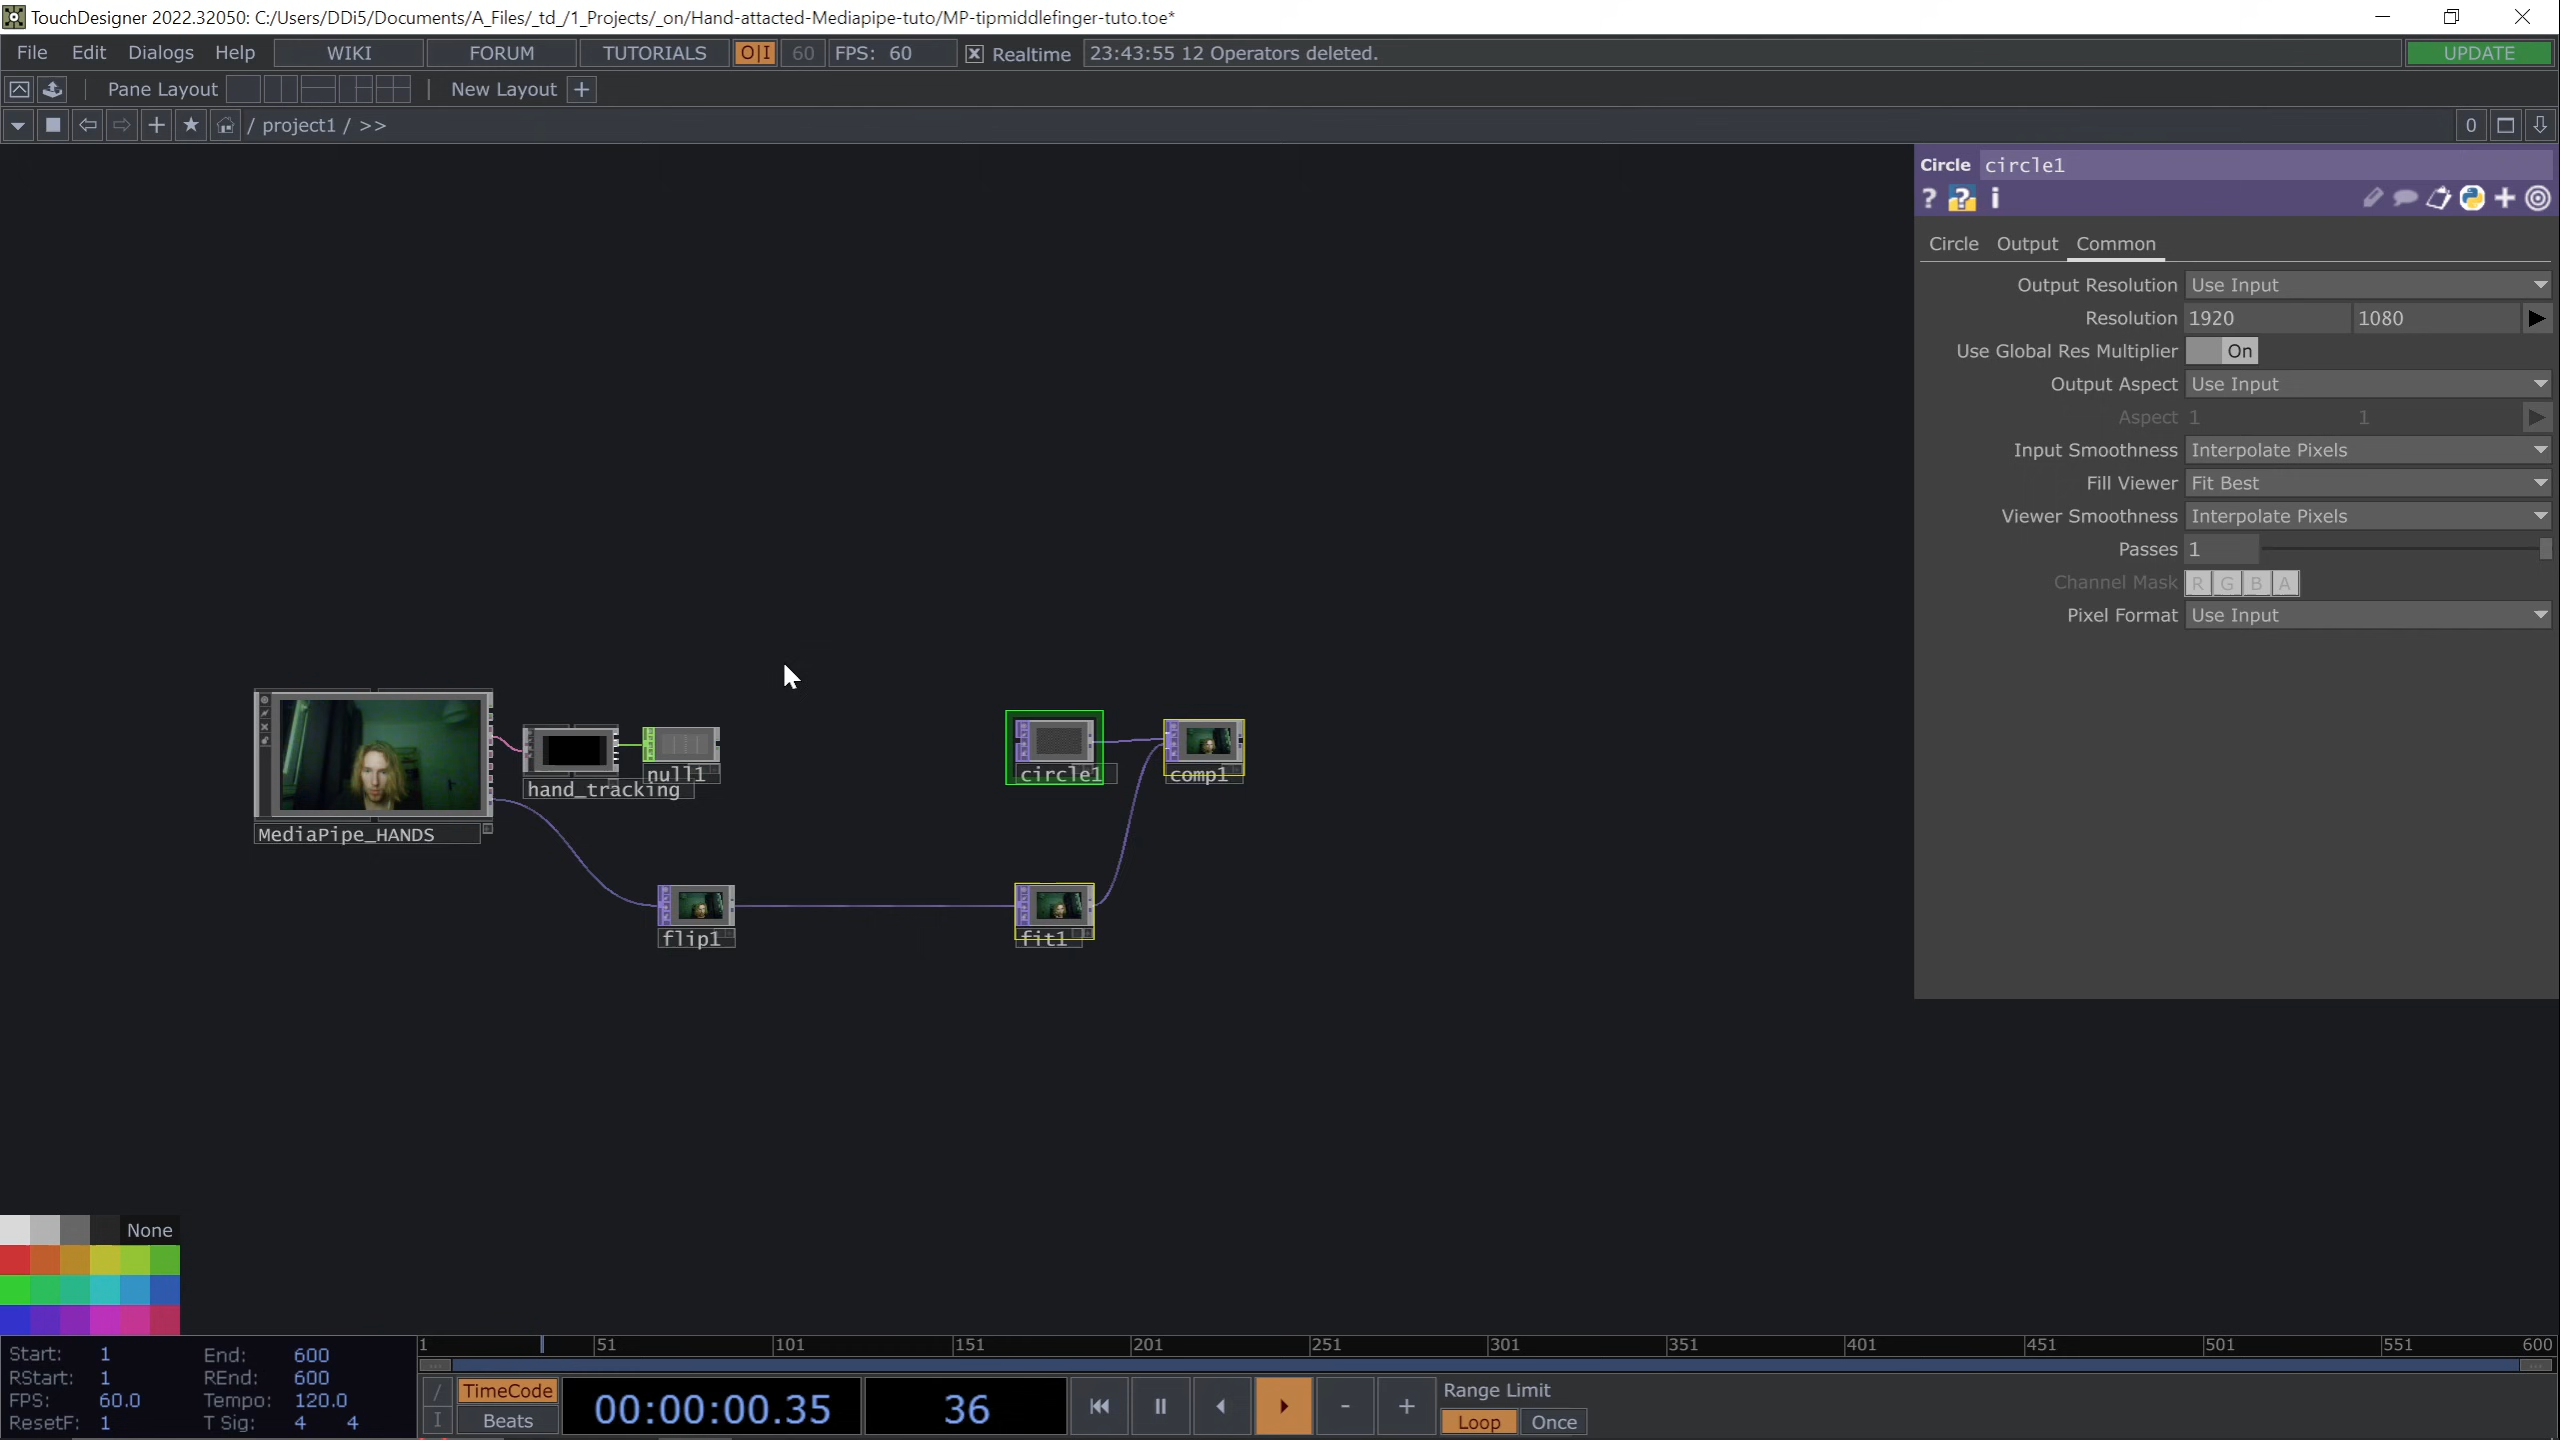 TouchDesigner 2022.32050: C:/Users/DDi5/Documents/A_Files/_td_/1_Projects/_on/Hand-attacted-Mediapipe-tuto/MP-tipmiddlefinger-tuto.toe*
File Edit Dialogs Help WIKI FORUM TUTORIALS O|I 60 FPS: 60 Realtime 23:43:55 12 Operators deleted. UPDATE
Pane Layout New Layout +
/ project1 / >> 0
Circle circle1
Circle Output Common
Output Resolution Use Input
Resolution 1920 1080
Use Global Res Multiplier On
Output Aspect Use Input
Aspect 1 1
Input Smoothness Interpolate Pixels
Fill Viewer Fit Best
Viewer Smoothness Interpolate Pixels
Passes 1
Channel Mask R G B A
Pixel Format Use Input
null1
hand_tracking
MediaPipe_HANDS
circle1
comp1
flip1
fit1
None
Start: 1 End: 600
RStart: 1 REnd: 600
FPS: 60.0 Tempo: 120.0
ResetF: 1 T Sig: 4 4
1 51 101 151 201 251 301 351 401 451 501 551 600
/ TimeCode
I Beats
00:00:00.35 36 - +
Range Limit
Loop Once